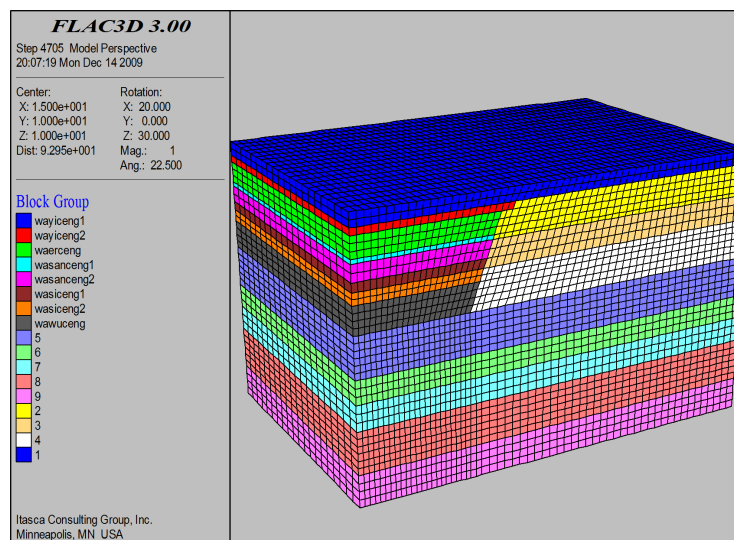 FLAC3D 3.00
Step 4705 Model Perspective
20:07:19 Mon Dec 14 2009
Center:
X: 1.500e+001
Y: 1.000e+001
Z: 1.000e+001
Dist: 9.295e+001
Rotation:
X: 20.000
Y: 0.000
Z: 30.000
Mag.: 1
Ang.: 22.500
Block Group
wayiceng1
wayiceng2
waerceng
wasanceng1
wasanceng2
wasiceng1
wasiceng2
wawuceng
5
6
7
8
9
2
3
4
1
Itasca Consulting Group, Inc.
Minneapolis, MN USA